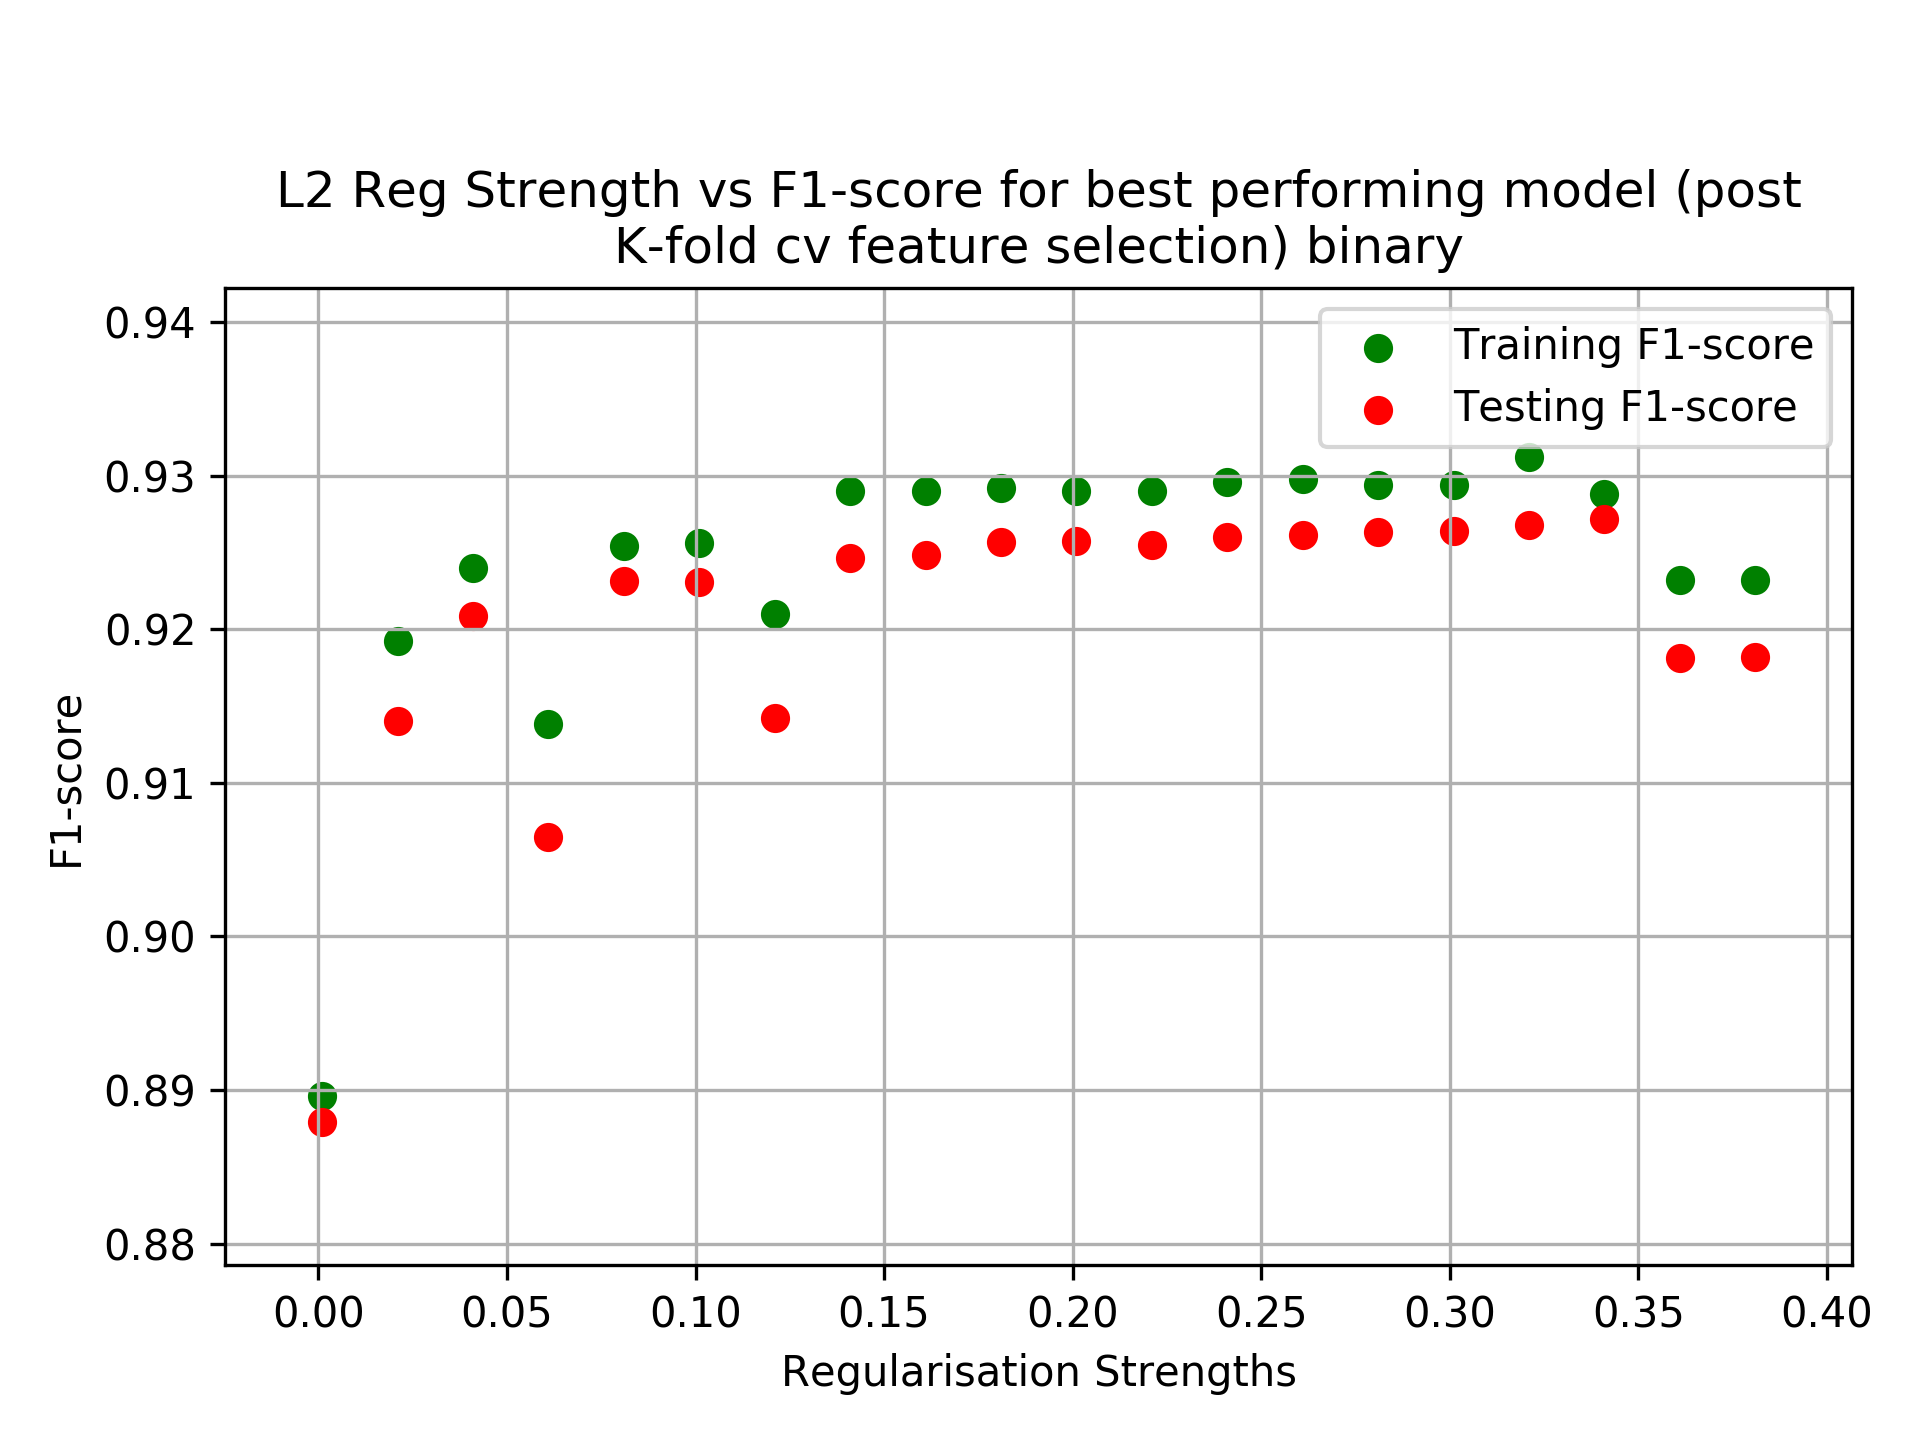 L2 Reg Strength vs F1-score for best performing model (post
K-fold cv feature selection) binary
Training F1-score
Testing F1-score
0.94
0.93
0.92
0.91
0.90
0.89
0.88
F1-score
0.00 0.05 0.10 0.15 0.20 0.25 0.30 0.35 0.40
Regularisation Strengths